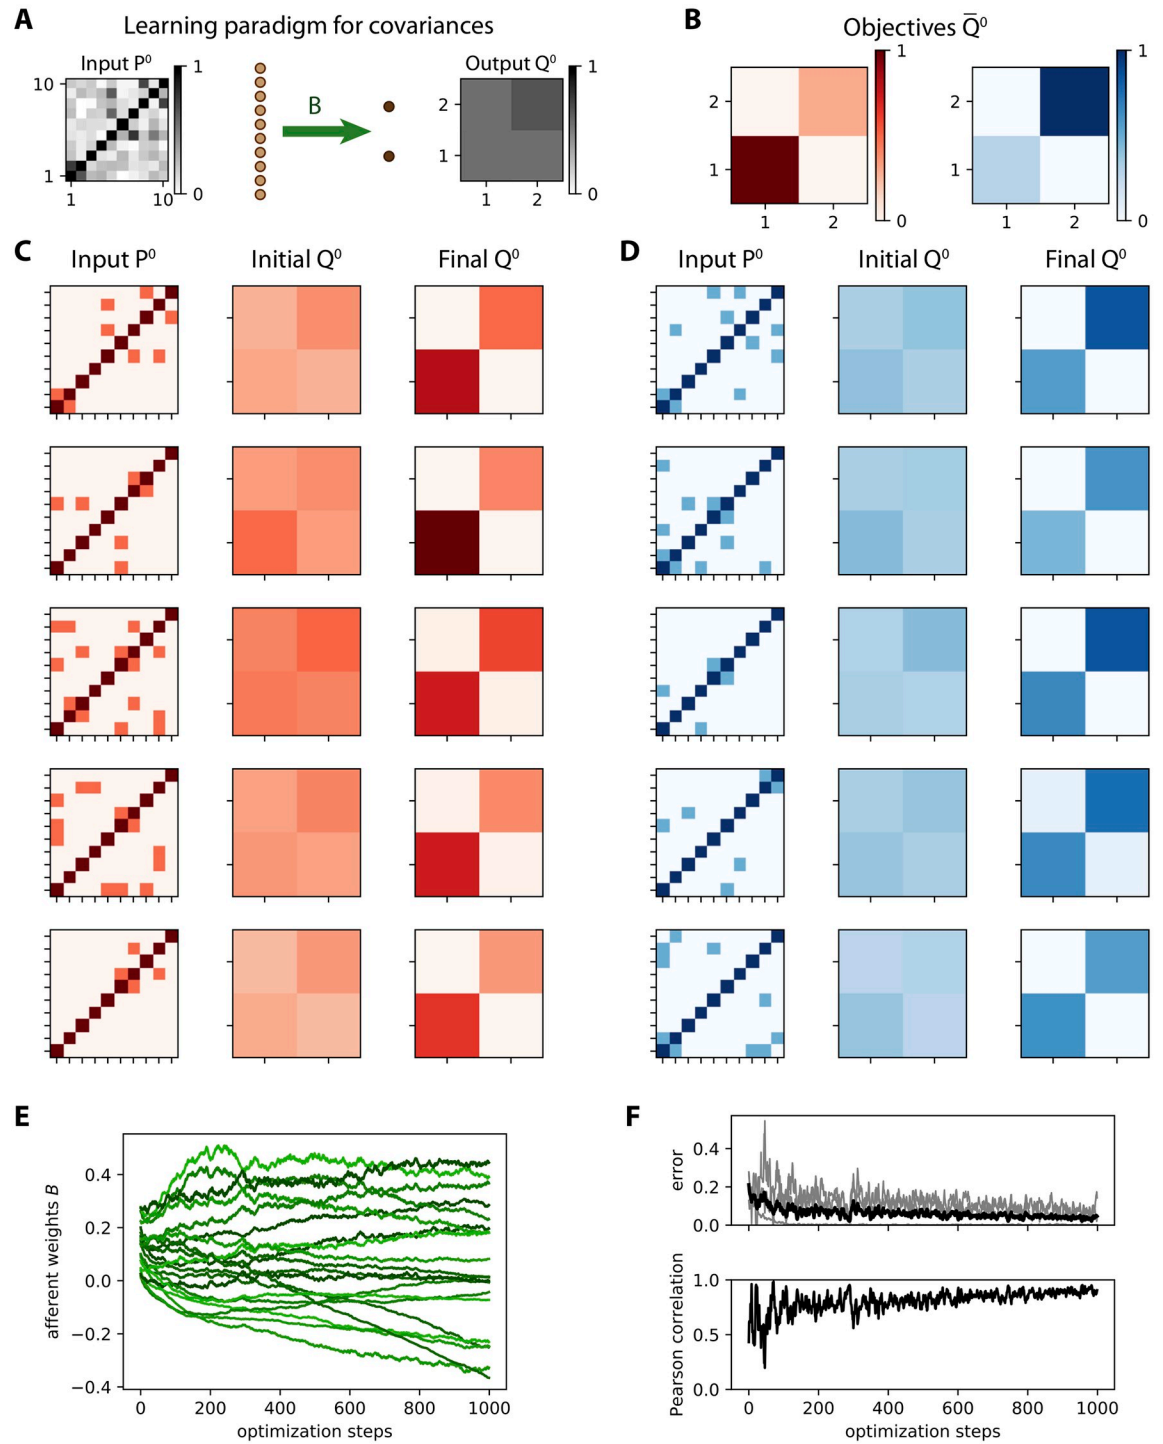 A
Learning paradigm for covariances
Input P⁰
10
1
1
10
1
0
B
Output Q⁰
2
1
1
2
1
0
B
Objectives Q̄⁰
2
1
1
2
1
0
2
1
1
2
1
0
C
Input P⁰
Initial Q⁰
Final Q⁰
D
Input P⁰
Initial Q⁰
Final Q⁰
E
afferent weights B
0.4
0.2
0.0
−0.2
−0.4
0 200 400 600 800 1000
optimization steps
F
error
0.4
0.2
0.0
Pearson correlation
1.0
0.5
0.0
0 200 400 600 800 1000
optimization steps